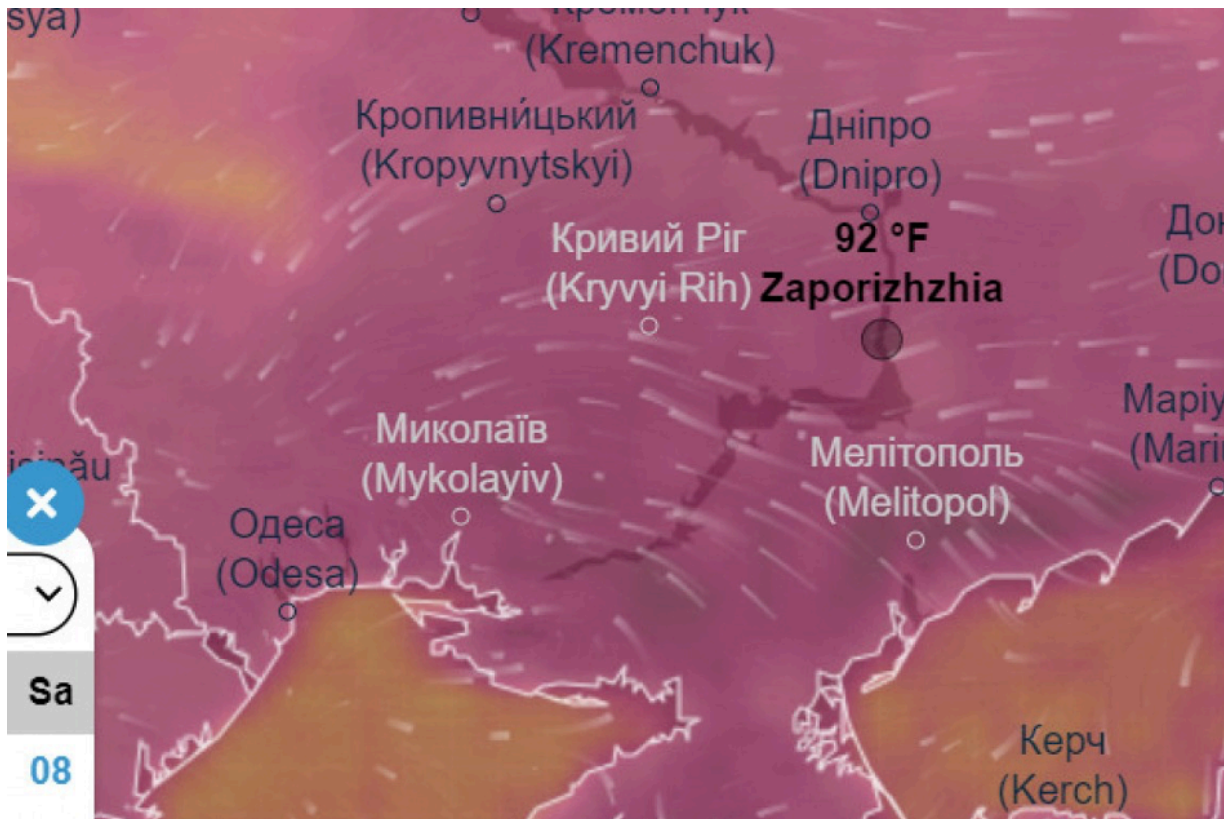 sya)
(Kremenchuk)
Кропивни́цький
(Kropyvnytskyi)
Дніпро
(Dnipro)
Кривий Ріг
(Kryvyi Rih)
92 °F
Zaporizhzhia
Миколаїв
(Mykolayiv)
Мелітополь
(Melitopol)
Одеса
(Odesa)
Sa
08
Керч
(Kerch)